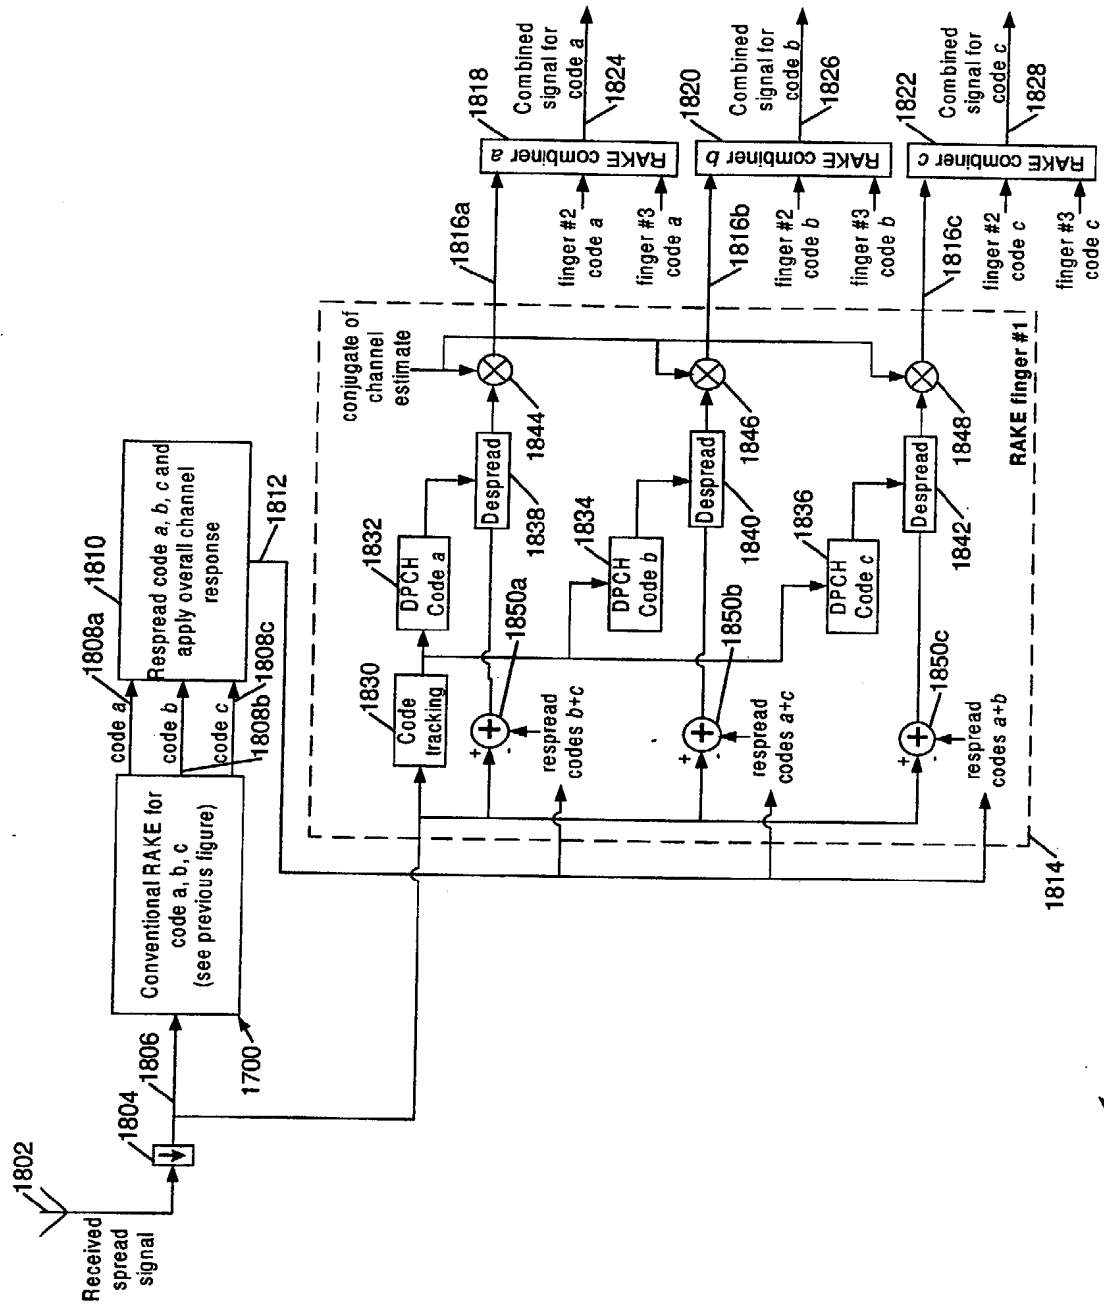 1802
Received
spread
signal
1804
1806
1700
Conventional RAKE for
code a, b, c
(see previous figure)
code a
1808a
code b
1808b
code c
1808c
1810
Respread code a, b, c and
apply overall channel
response
1812
1814
RAKE finger #1
1830
Code
tracking
1832
DPCH
Code a
1834
DPCH
Code b
1836
DPCH
Code c
+
-
1850a
respread
codes b+c
+
-
1850b
respread
codes a+c
+
-
1850c
respread
codes a+b
Despread
1838
Despread
1840
Despread
1842
conjugate of
channel
estimate
1844
1846
1848
1816a
1816b
1816c
finger #2
code a
finger #3
code a
finger #2
code b
finger #3
code b
finger #2
code c
finger #3
code c
1818
RAKE combiner a
1820
RAKE combiner b
1822
RAKE combiner c
Combined
signal for
code a
1824
Combined
signal for
code b
1826
Combined
signal for
code c
1828